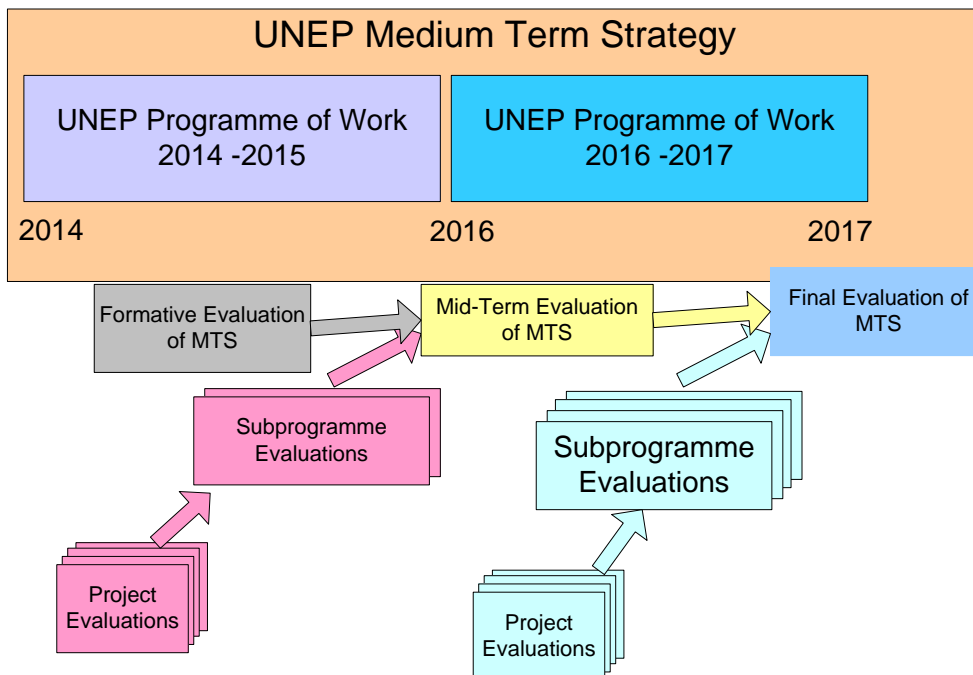 UNEP Medium Term Strategy
UNEP Programme of Work
2014 -2015
UNEP Programme of Work
2016 -2017
2014
2016
2017
Formative Evaluation
of MTS
Mid-Term Evaluation
of MTS
Final Evaluation of
MTS
Subprogramme
Evaluations
Subprogramme
Evaluations
Project
Evaluations
Project
Evaluations